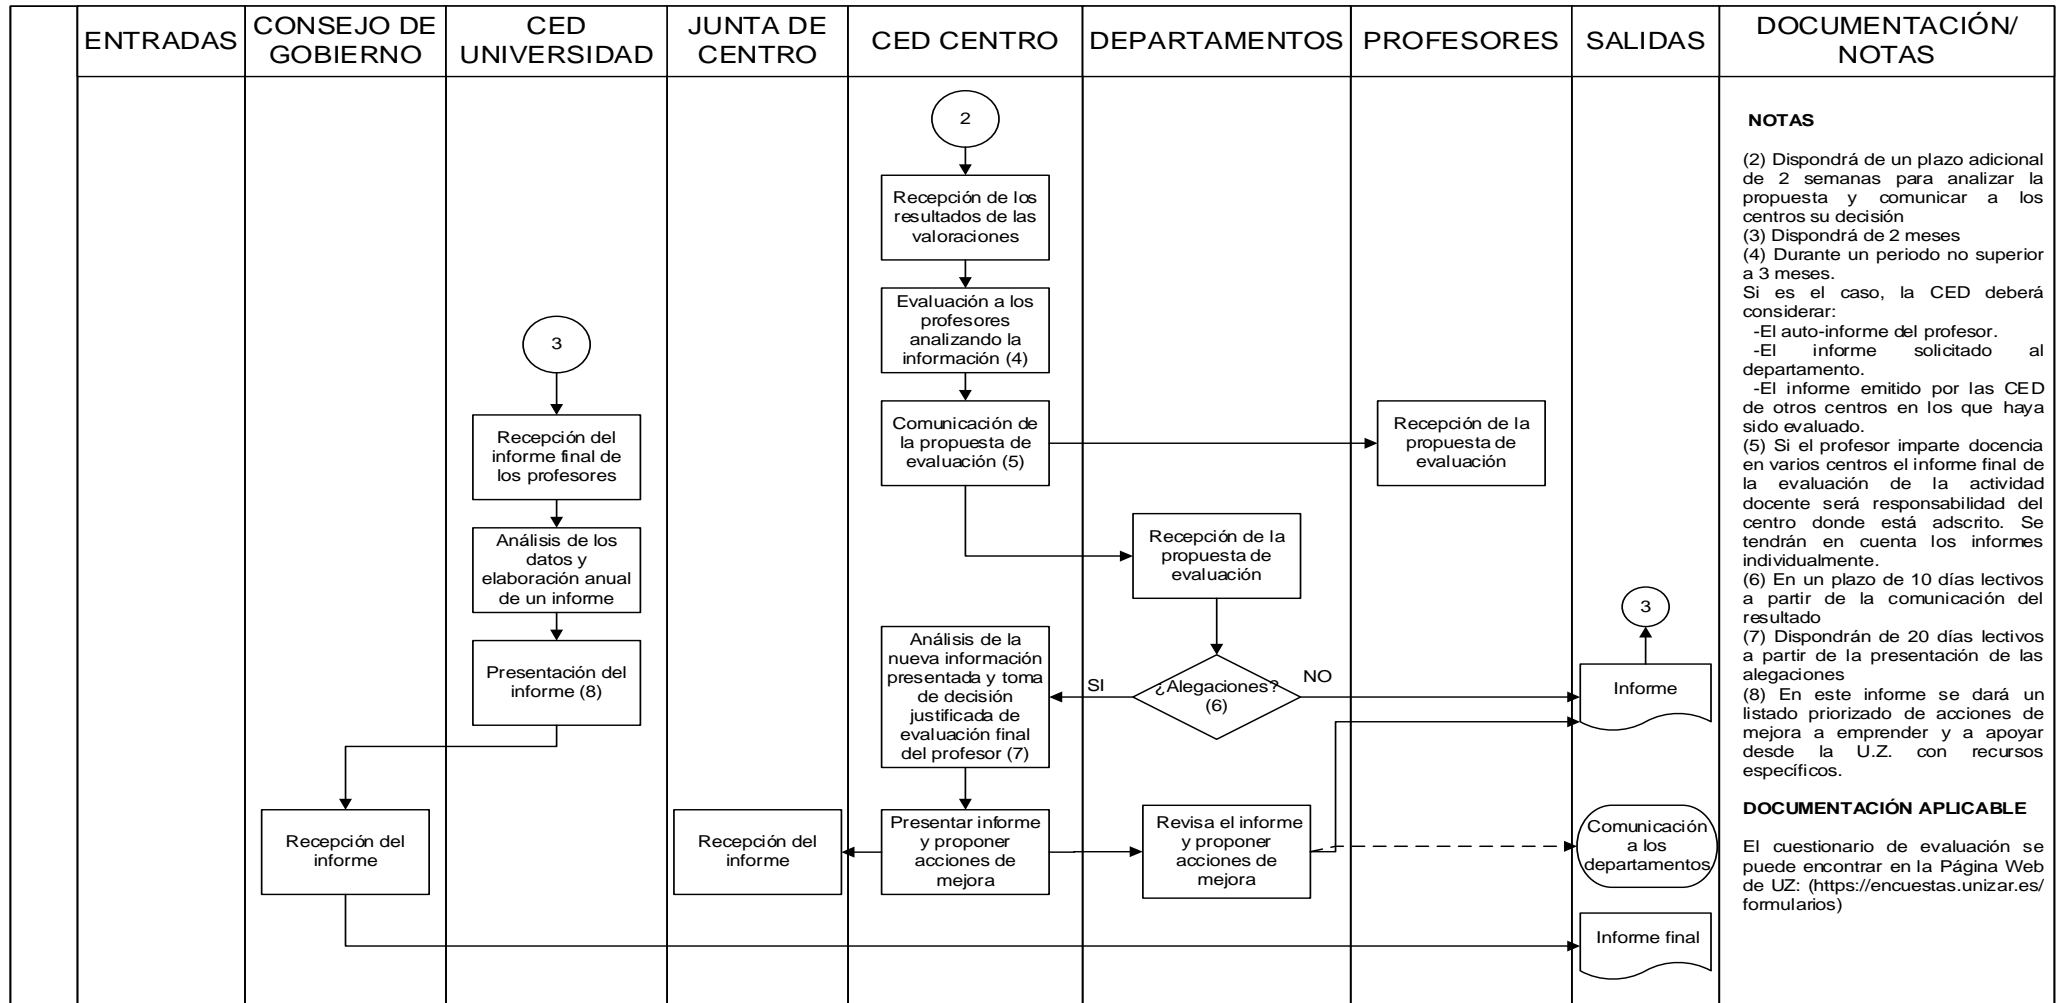 ENTRADAS
CONSEJO DE
GOBIERNO
CED
UNIVERSIDAD
JUNTA DE
CENTRO
CED CENTRO
DEPARTAMENTOS
PROFESORES
SALIDAS
DOCUMENTACIÓN/
NOTAS
2
Recepción de los
resultados de las
valoraciones
Evaluación a los
profesores
analizando la
información (4)
3
Comunicación de
la propuesta de
evaluación (5)
Recepción de la
propuesta de
evaluación
Recepción del
informe final de
los profesores
Recepción de la
propuesta de
evaluación
Análisis de los
datos y
elaboración anual
de un informe
3
Análisis de la
nueva información
presentada y toma
de decisión
justificada de
evaluación final
del profesor (7)
SI
¿Alegaciones?
(6)
NO
Informe
Presentación del
informe (8)
Recepción del
informe
Recepción del
informe
Presentar informe
y proponer
acciones de
mejora
Revisa el informe
y proponer
acciones de
mejora
Comunicación
a los
departamentos
Informe final
NOTAS
(2) Dispondrá de un plazo adicional
de 2 semanas para analizar la
propuesta y comunicar a los
centros su decisión
(3) Dispondrá de 2 meses
(4) Durante un periodo no superior
a 3 meses.
Si es el caso, la CED deberá
considerar:
-El auto-informe del profesor.
-El informe solicitado al
departamento.
-El informe emitido por las CED
de otros centros en los que haya
sido evaluado.
(5) Si el profesor imparte docencia
en varios centros el informe final de
la evaluación de la actividad
docente será responsabilidad del
centro donde está adscrito. Se
tendrán en cuenta los informes
individualmente.
(6) En un plazo de 10 días lectivos
a partir de la comunicación del
resultado
(7) Dispondrán de 20 días lectivos
a partir de la presentación de las
alegaciones
(8) En este informe se dará un
listado priorizado de acciones de
mejora a emprender y a apoyar
desde la U.Z. con recursos
específicos.
DOCUMENTACIÓN APLICABLE
El cuestionario de evaluación se
puede encontrar en la Página Web
de UZ: (https://encuestas.unizar.es/
formularios)